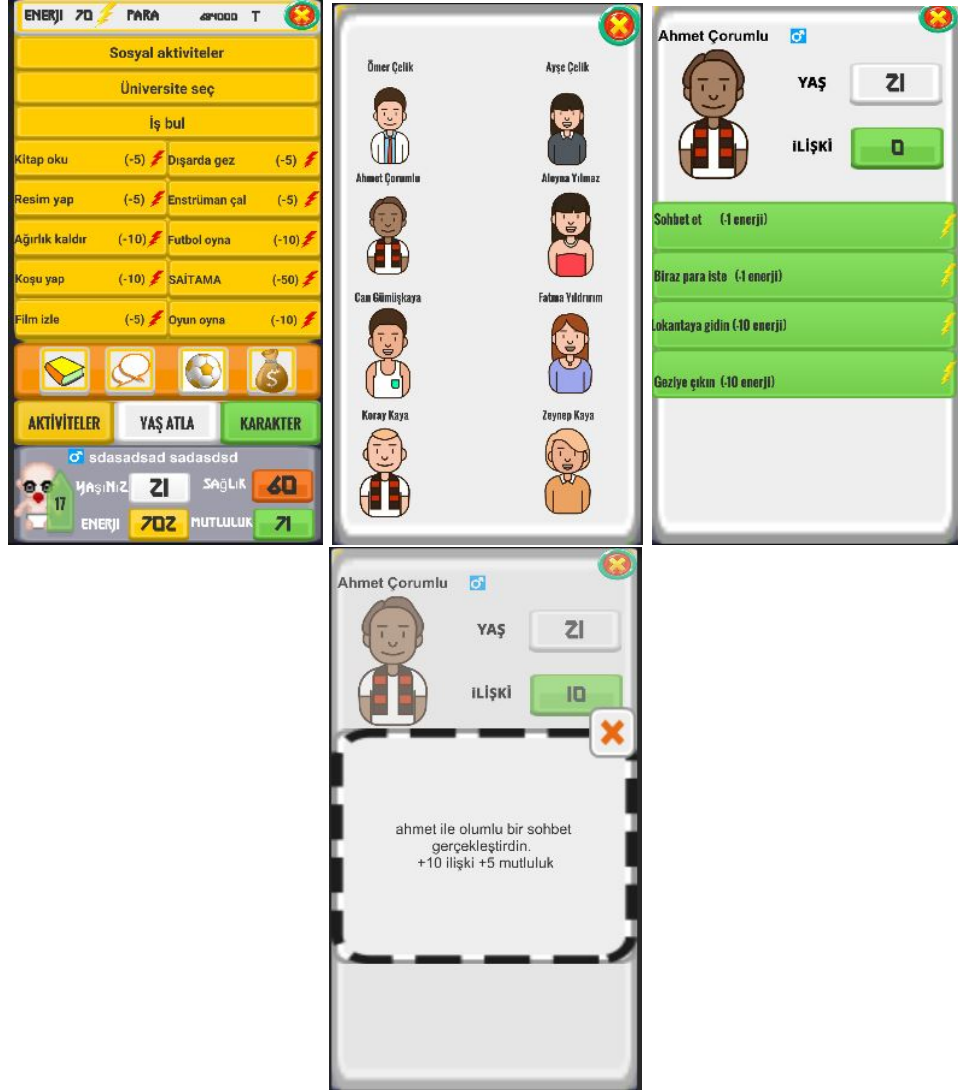 ENERJI 70 PARA 484000 T
Sosyal aktiviteler
Üniversite seç
İş bul
Kitap oku (-5) Dışarda gez (-5)
Resim yap (-5) Enstrüman çal (-5)
Ağırlık kaldır (-10) Futbol oyna (-10)
Koşu yap (-10) SAİTAMA (-50)
Film izle (-5) Oyun oyna (-10)
AKTİVİTELER YAŞ ATLA KARAKTER
sdasadsad sadasdsd
17 YAŞINIZ 21 SAĞLIK 60
ENERJI 702 MUTLULUK 71
Ömer Çelik Ayşe Çelik
Ahmet Çorumlu Aleyna Yılmaz
Can Gümüşkaya Fatma Yıldırım
Koray Kaya Zeynep Kaya
Ahmet Çorumlu
YAŞ 21
İLİŞKİ 0
Sohbet et (-1 enerji)
Biraz para iste (-1 enerji)
Lokantaya gidin (-10 enerji)
Geziye çıkın (-10 enerji)
Ahmet Çorumlu
YAŞ 21
İLİŞKİ 10
ahmet ile olumlu bir sohbet
gerçekleştirdin.
+10 ilişki +5 mutluluk